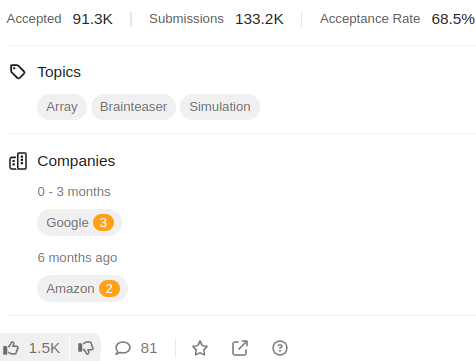 Accepted 91.3K Submissions 133.2K Acceptance Rate 68.5%
Topics
Array Brainteaser Simulation
Companies
0 - 3 months
Google 3
6 months ago
Amazon 2
1.5K 81